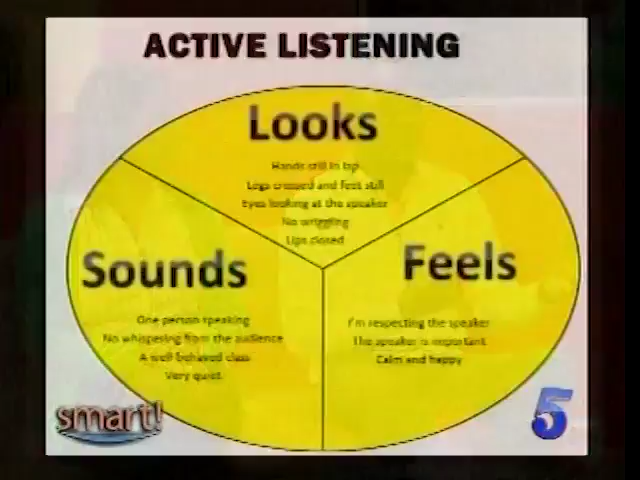 ACTIVE LISTENING
Looks
Hands still in lap
Legs crossed and feet still
Eyes looking at the speaker
No wriggling
Lips closed
Sounds
One person speaking
No whispering from the audience
A well behaved class
Very quiet
Feels
I'm respecting the speaker
The speaker is important
Calm and happy
smart!
5